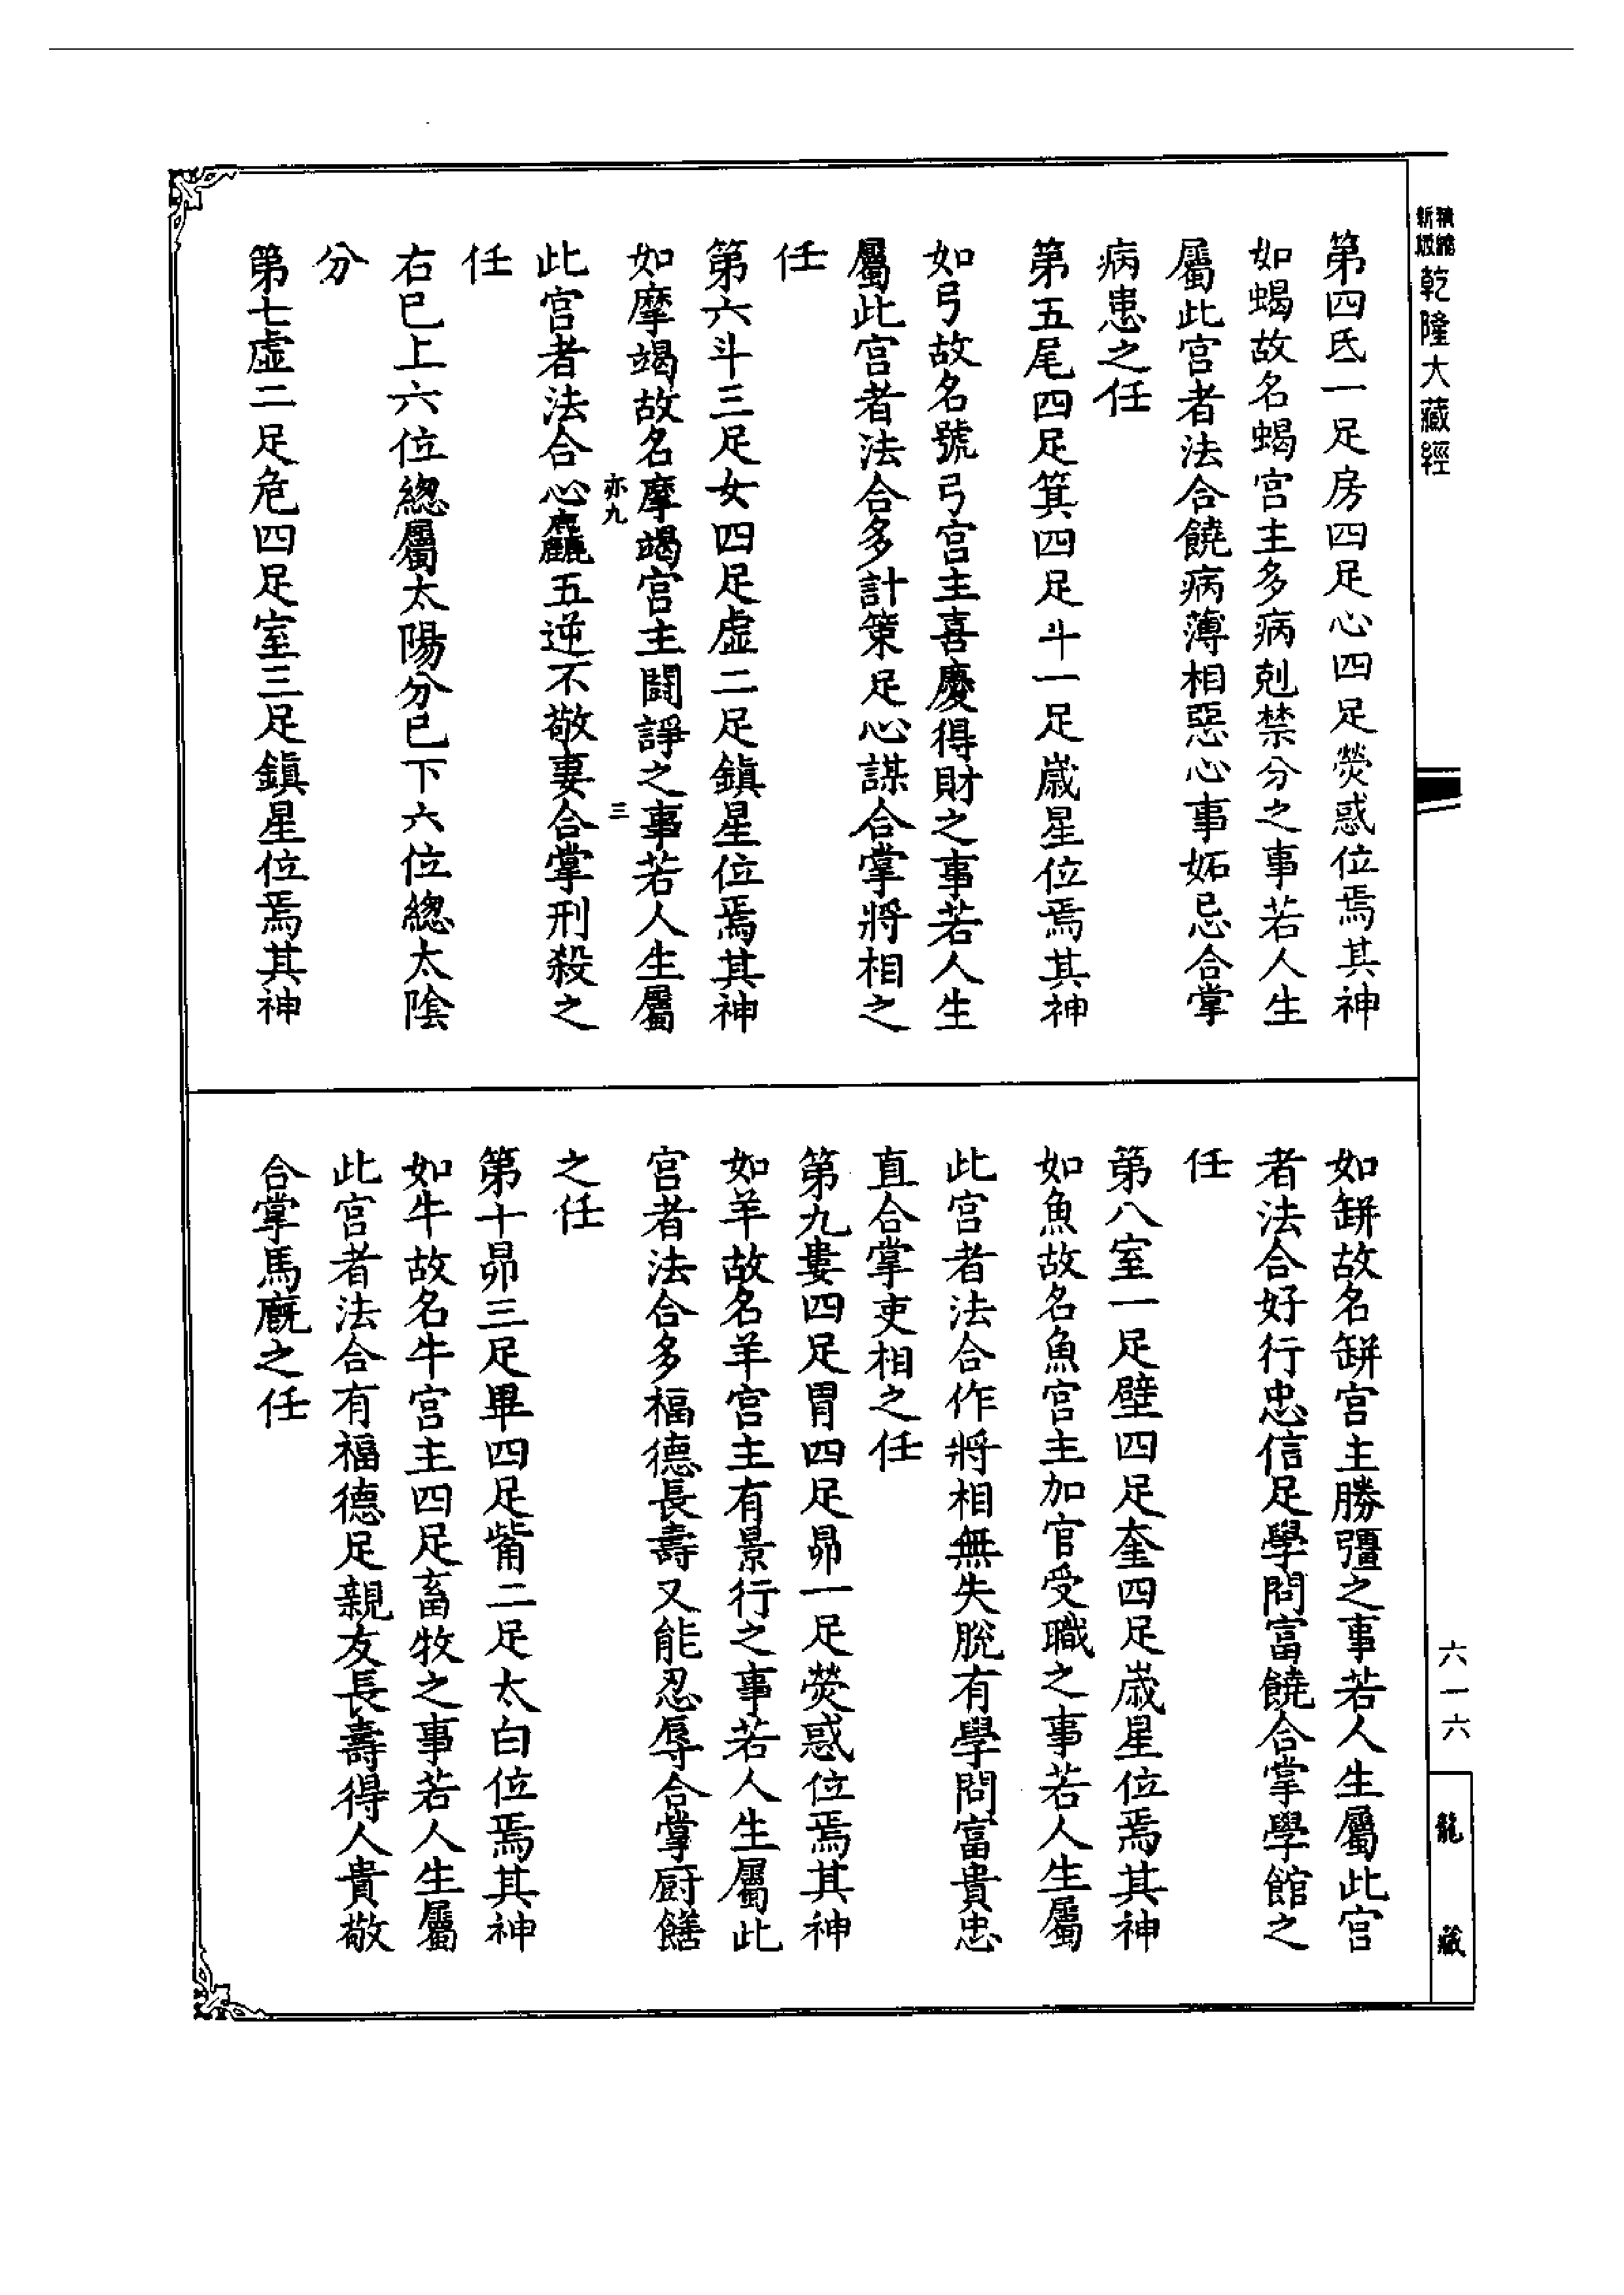 精縮
新版
乾隆大藏經
第四氐一足房四足心四足熒惑位焉其神
如蝎故名蝎宮主多病剋禁分之事若人生
屬此宮者法合饒病薄相惡心事妬忌合掌
病患之任
第五尾四足箕四足斗一足歲星位焉其神
如弓故名號弓宮主喜慶得財之事若人生
屬此宮者法合多計策足心謀合掌將相之
任
第六斗三足女四足虛二足鎮星位焉其神
如摩竭故名摩竭宮主鬪諍之事若人生屬
亦九
三
此宮者法合心麤五逆不敬妻合掌刑殺之
任
右已上六位總屬太陽分已下六位總太陰
分
第七虛二足危四足室三足鎮星位焉其神
如缾故名缾宮主勝彊之事若人生屬此宮
者法合好行忠信足學問富饒合掌學館之
任
第八室一足壁四足奎四足歲星位焉其神
如魚故名魚宮主加官受職之事若人生屬
此宮者法合作將相無失脫有學問富貴忠
直合掌吏相之任
第九婁四足胃四足昴一足熒惑位焉其神
如羊故名羊宮主有景行之事若人生屬此
宮者法合多福德長壽又能忍辱合掌厨饍
之任
第十昴三足畢四足觜二足太白位焉其神
如牛故名牛宮主四足畜牧之事若人生屬
此宮者法合有福德足親友長壽得人貴敬
合掌馬廐之任
六一六
龍藏